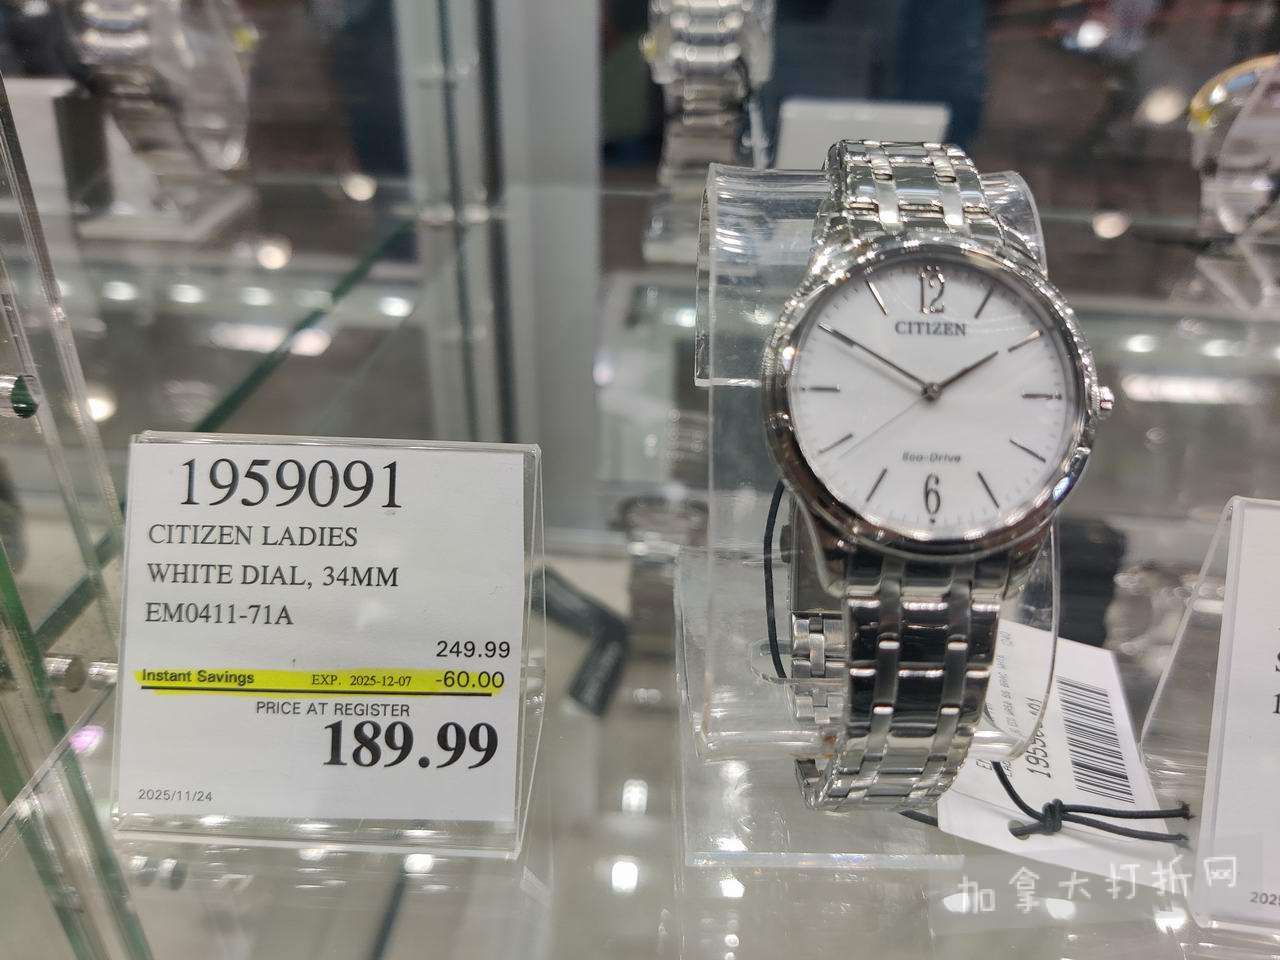 1959091
CITIZEN LADIES
WHITE DIAL, 34MM
EM0411-71A
249.99
Instant Savings EXP. 2025-12-07 -60.00
PRICE AT REGISTER
189.99
2025/11/24
12
CITIZEN
Eco-Drive
6
加拿大打折网